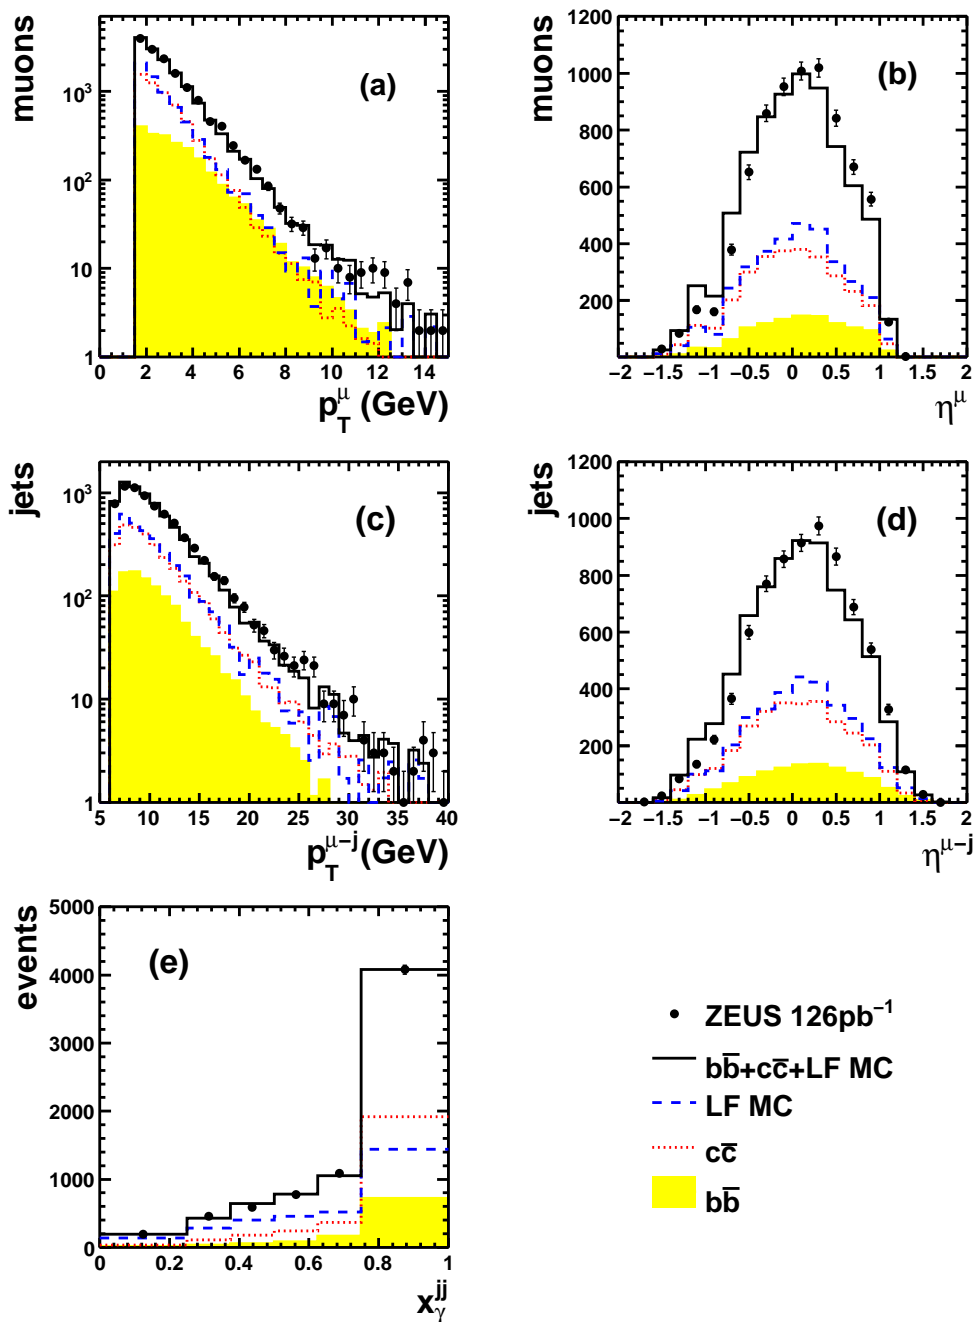 muons
(a)
10³
10²
10
1
0 2 4 6 8 10 12 14
p_T^μ (GeV)
muons
(b)
1200
1000
800
600
400
200
−2 −1.5 −1 −0.5 0 0.5 1 1.5 2
η^μ
jets
(c)
10³
10²
10
1
5 10 15 20 25 30 35 40
p_T^{μ−j} (GeV)
jets
(d)
1200
1000
800
600
400
200
−2 −1.5 −1 −0.5 0 0.5 1 1.5 2
η^{μ−j}
events
(e)
5000
4000
3000
2000
1000
0
0 0.2 0.4 0.6 0.8 1
x_γ^{jj}
ZEUS 126pb⁻¹
bb̅+cc̅+LF MC
LF MC
cc̅
bb̅